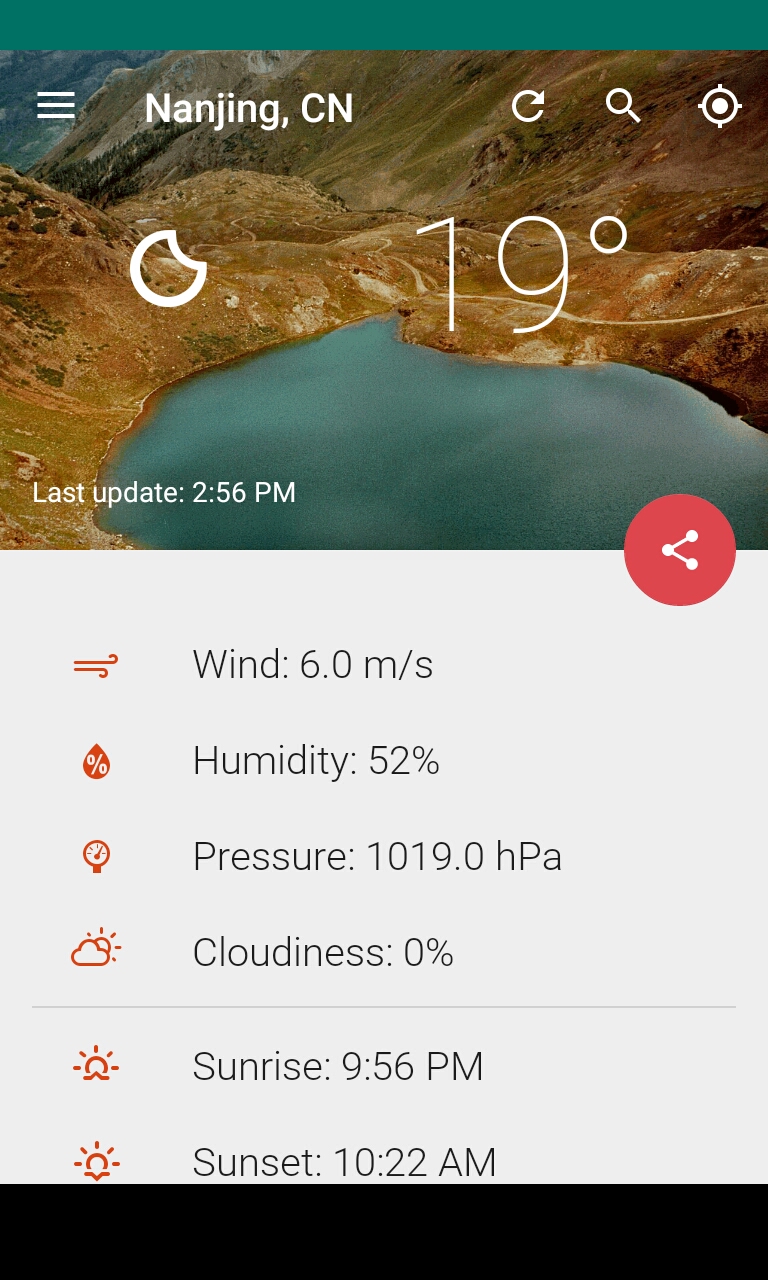 Nanjing, CN
19°
Last update: 2:56 PM
Wind: 6.0 m/s
Humidity: 52%
Pressure: 1019.0 hPa
Cloudiness: 0%
Sunrise: 9:56 PM
Sunset: 10:22 AM